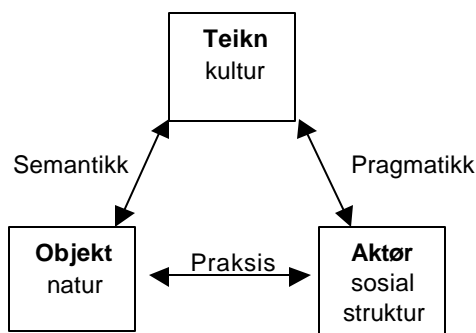 Teikn
kultur
Semantikk
Pragmatikk
Objekt
natur
Praksis
Aktør
sosial
struktur